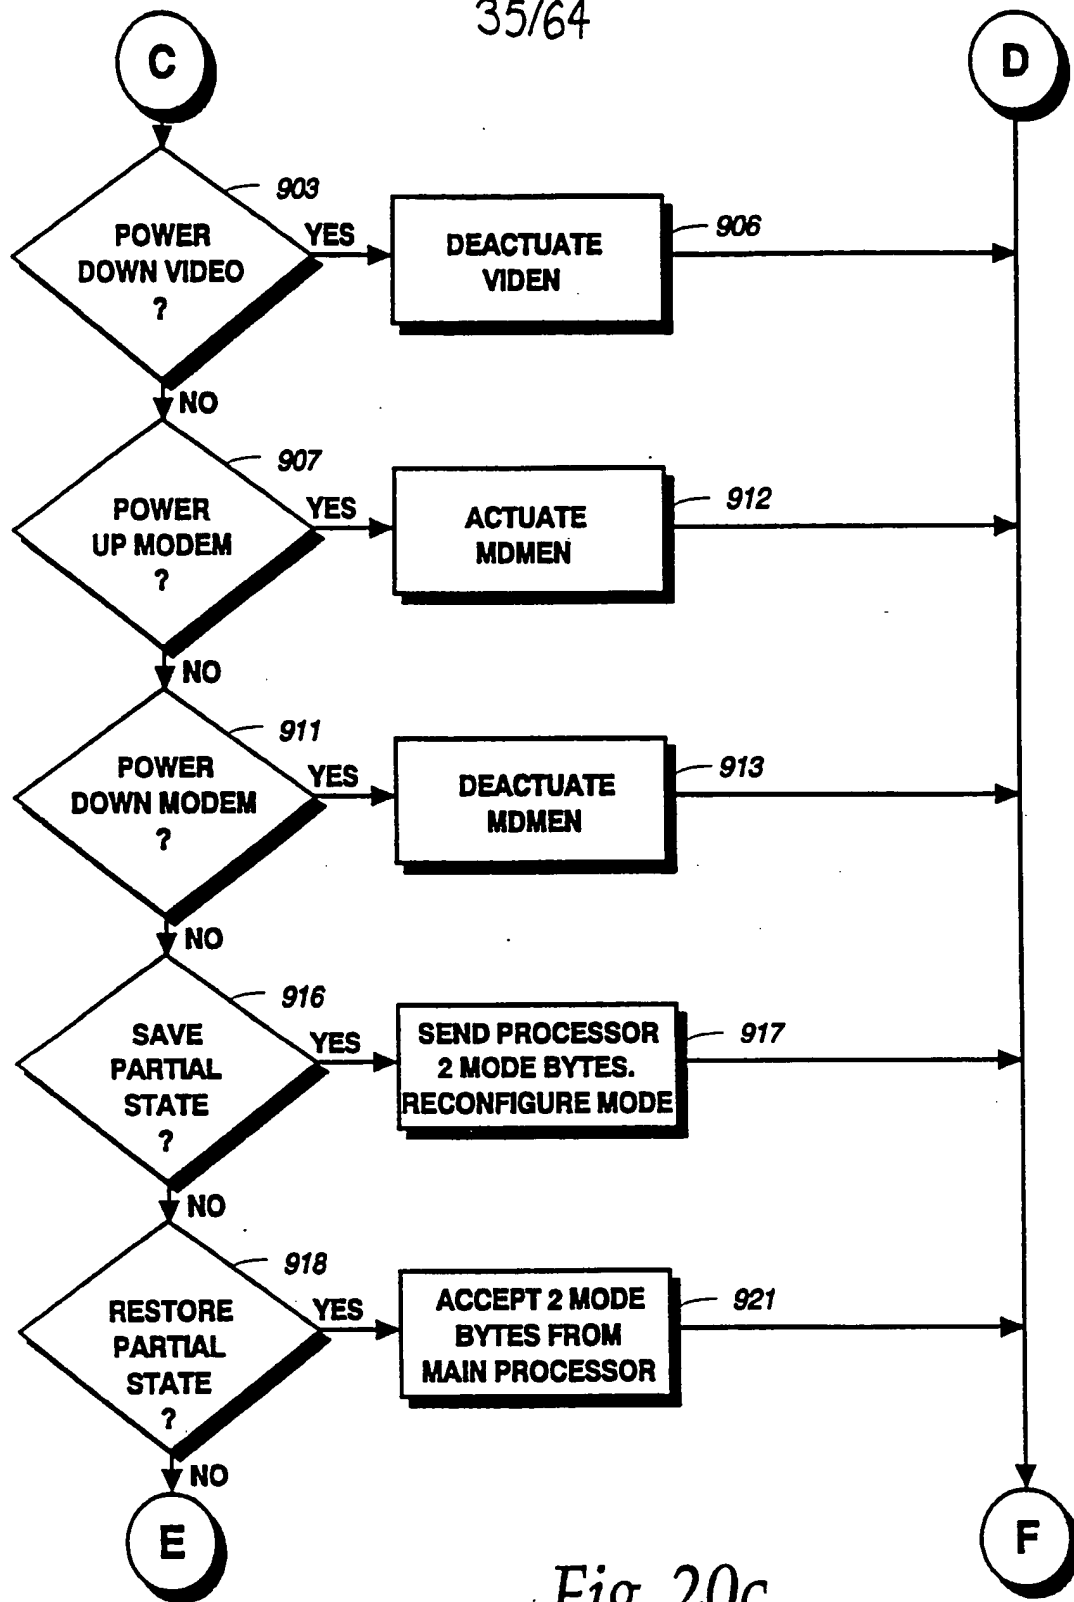 35/64
C
D
903
POWER
DOWN VIDEO
?
YES
DEACTUATE
VIDEN
906
NO
907
POWER
UP MODEM
?
YES
ACTUATE
MDMEN
912
NO
911
POWER
DOWN MODEM
?
YES
DEACTUATE
MDMEN
913
NO
916
SAVE
PARTIAL
STATE
?
YES
SEND PROCESSOR
2 MODE BYTES.
RECONFIGURE MODE
917
NO
918
RESTORE
PARTIAL
STATE
?
YES
ACCEPT 2 MODE
BYTES FROM
MAIN PROCESSOR
921
NO
E
F
Fig. 20c